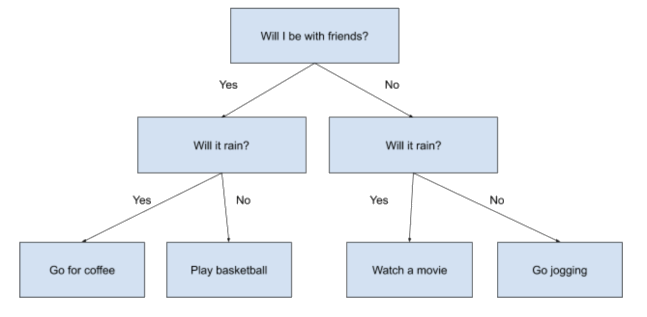 Will I be with friends?
Yes
No
Will it rain?
Will it rain?
Yes
No
Yes
No
Go for coffee
Play basketball
Watch a movie
Go jogging